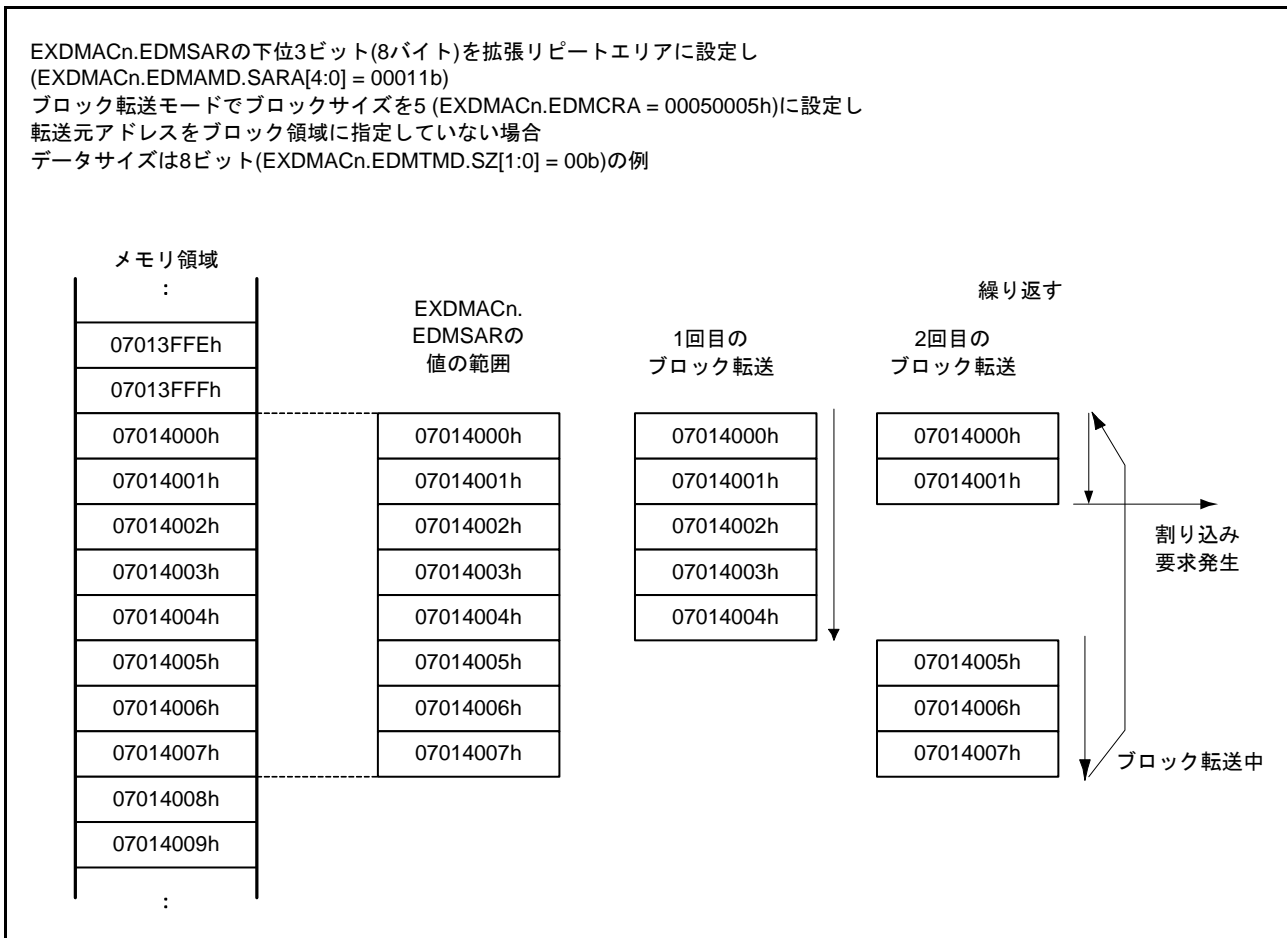 EXDMACn.EDMSARの下位3ビット(8バイト)を拡張リピートエリアに設定し
(EXDMACn.EDMAMD.SARA[4:0] = 00011b)
ブロック転送モードでブロックサイズを5 (EXDMACn.EDMCRA = 00050005h)に設定し
転送元アドレスをブロック領域に指定していない場合
データサイズは8ビット(EXDMACn.EDMTMD.SZ[1:0] = 00b)の例
メモリ領域
:
07013FFEh
07013FFFh
07014000h
07014001h
07014002h
07014003h
07014004h
07014005h
07014006h
07014007h
07014008h
07014009h
:
EXDMACn.
EDMSARの
値の範囲
07014000h
07014001h
07014002h
07014003h
07014004h
07014005h
07014006h
07014007h
1回目の
ブロック転送
07014000h
07014001h
07014002h
07014003h
07014004h
繰り返す
2回目の
ブロック転送
07014000h
07014001h
07014005h
07014006h
07014007h
割り込み
要求発生
ブロック転送中